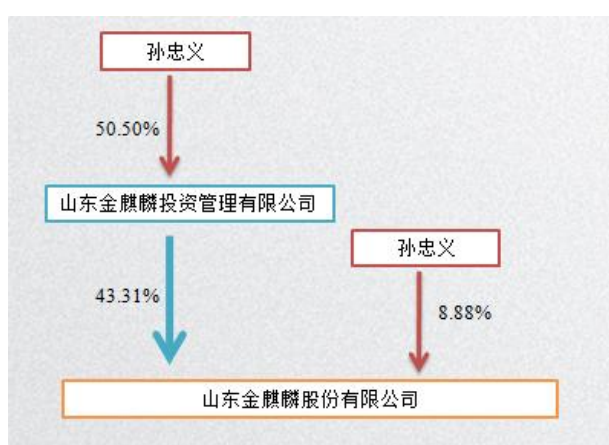 孙忠义
50.50%
山东金麒麟投资管理有限公司
孙忠义
43.31%
8.88%
山东金麒麟股份有限公司